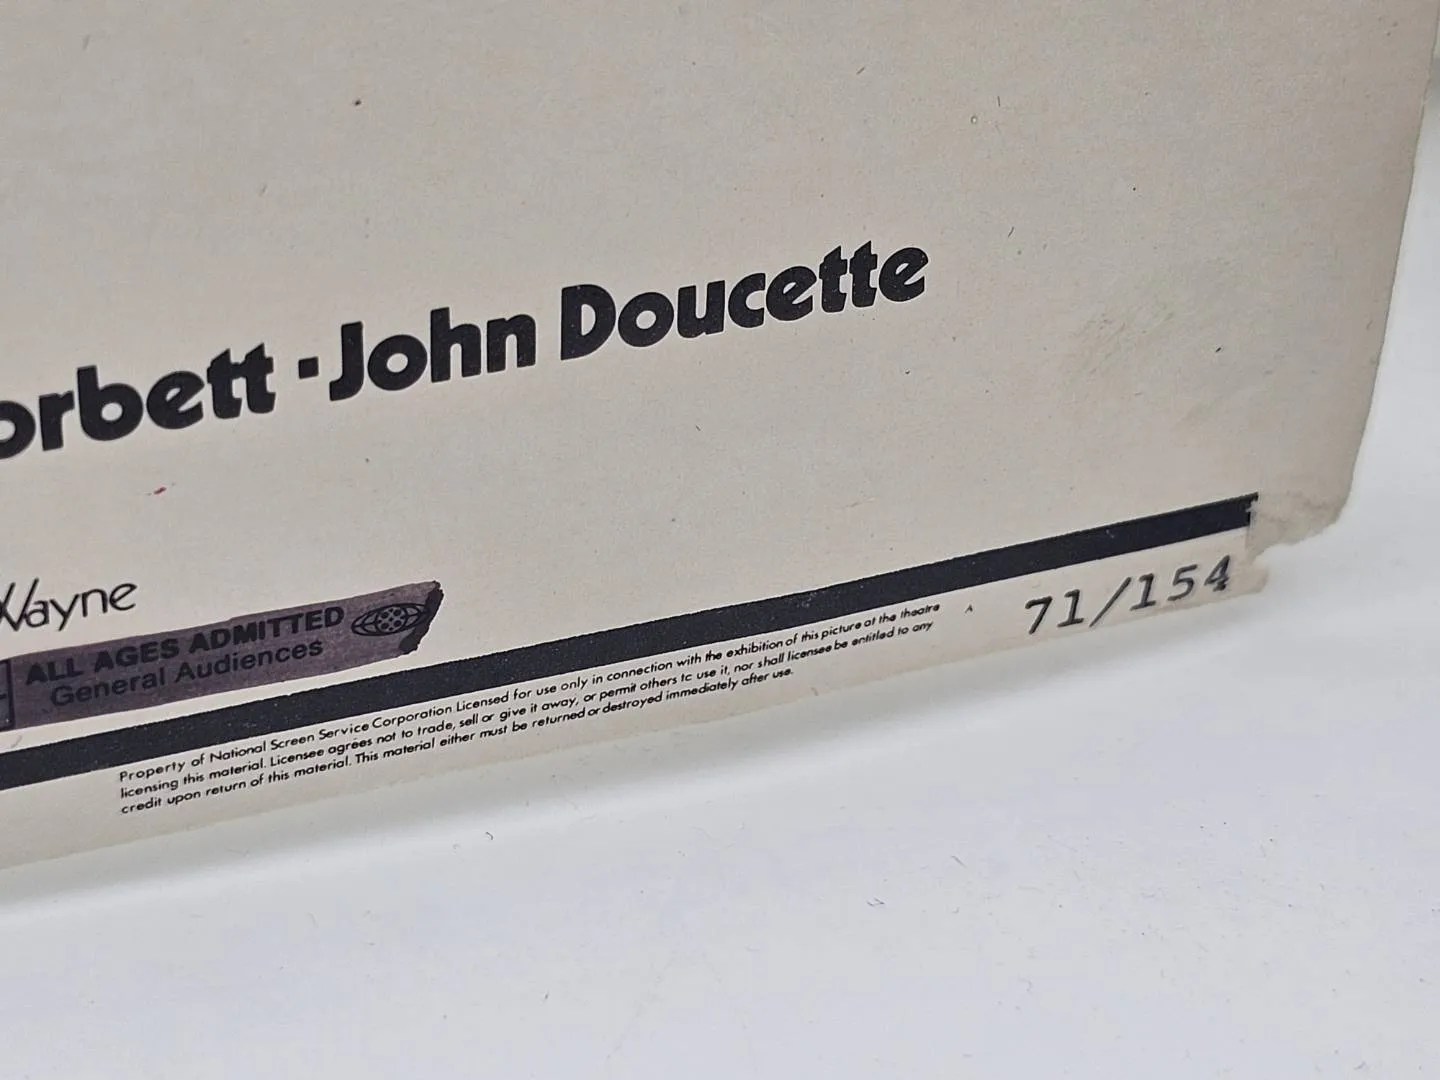 orbett · John Doucette
Wayne
ALL AGES ADMITTED
General Audiences
71/154
Property of National Screen Service Corporation Licensed for use only in connection with the exhibition of this picture at the theatre
licensing this material. Licensee agrees not to trade, sell or give it away, or permit others to use it, nor shall licensee be entitled to any
credit upon return of this material. This material either must be returned or destroyed immediately after use.